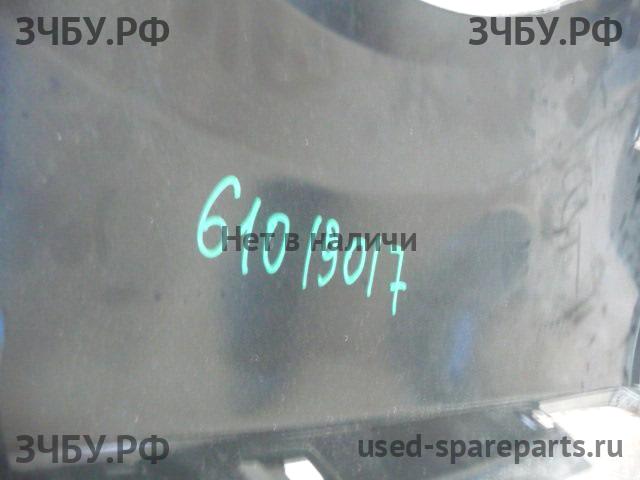 ЗЧБУ.РФ ЗЧБУ.РФ
61019017
Нет в наличи
ЗЧБУ.РФ used-spareparts.ru